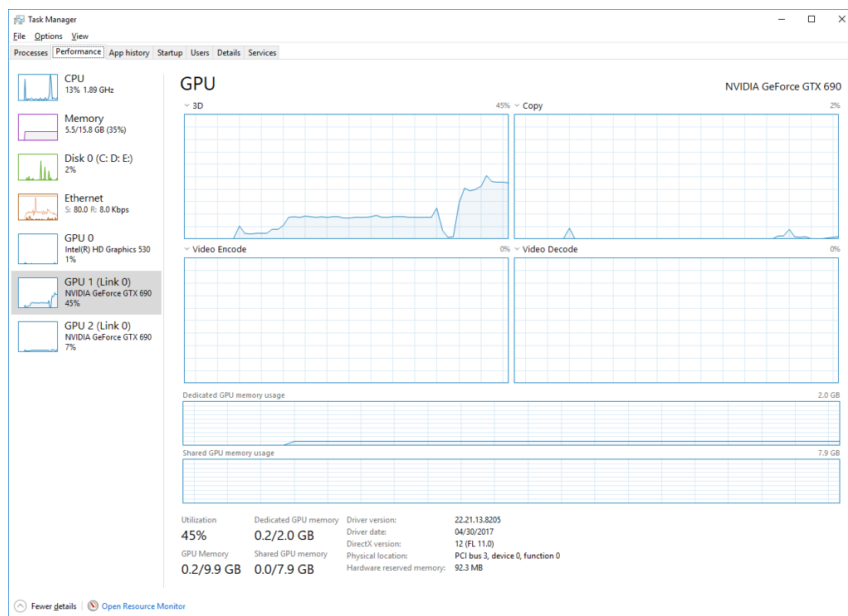 Task Manager
File Options View
Processes Performance App history Startup Users Details Services
CPU
13% 1.89 GHz
Memory
5.5/15.8 GB (35%)
Disk 0 (C: D: E:)
2%
Ethernet
S: 80.0 R: 8.0 Kbps
GPU 0
Intel(R) HD Graphics 530
1%
GPU 1 (Link 0)
NVIDIA GeForce GTX 690
45%
GPU 2 (Link 0)
NVIDIA GeForce GTX 690
7%
GPU NVIDIA GeForce GTX 690
3D 45% Copy 2%
Video Encode 0% Video Decode 0%
Dedicated GPU memory usage 2.0 GB
Shared GPU memory usage 7.9 GB
Utilization
45%
Dedicated GPU memory
0.2/2.0 GB
GPU Memory
0.2/9.9 GB
Shared GPU memory
0.0/7.9 GB
Driver version: 22.21.13.8205
Driver date: 04/30/2017
DirectX version: 12 (FL 11.0)
Physical location: PCI bus 3, device 0, function 0
Hardware reserved memory: 92.3 MB
Fewer details Open Resource Monitor